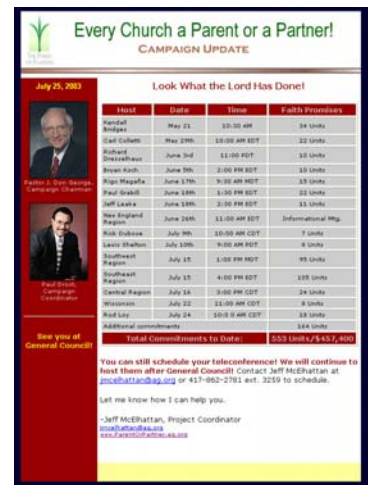 Every Church a Parent or a Partner!
CAMPAIGN UPDATE
July 25, 2003
Pastor J. Don George,
Campaign Chairman
Paul Drost,
Campaign
Coordinator
See you at
General Council!
Look What the Lord Has Done!
Host Date Time Faith Promises
Kendall Bridges May 21 10:30 AM 34 Units
Carl Colletti May 29th 10:00 AM EDT 22 Units
Richard Dresselhaus June 3rd 11:00 PDT 10 Units
Bryan Koch June 5th 2:00 PM EDT 10 Units
Rigo Magaña June 17th 9:00 AM MDT 15 Units
Paul Grabill June 18th 1:30 PM EDT 22 Units
Jeff Leake June 18th 2:30 PM EDT 11 Units
New England Region June 26th 11:00 AM EDT Informational Mtg.
Rick Dubose July 9th 10:00 AM CDT 7 Units
Lewis Shelton July 10th 9:00 AM PDT 8 Units
Southwest Region July 15 1:00 PM MDT 95 Units
Southeast Region July 15 4:00 PM EDT 105 Units
Central Region July 16 3:00 PM CDT 24 Units
Wisconsin July 22 11:00 AM CDT 8 Units
Rod Loy July 24 10:0 0 AM CDT 18 Units
Additional commitments 164 Units
Total Commitments to Date: 553 Units/$457,400
You can still schedule your teleconference! We will continue to
host them after General Council! Contact Jeff McElhattan at
jmcelhattan@ag.org or 417-862-2781 ext. 3259 to schedule.
Let me know how I can help you.
~Jeff McElhattan, Project Coordinator
jmcelhattan@ag.org
www.ParentOrPartner.ag.org